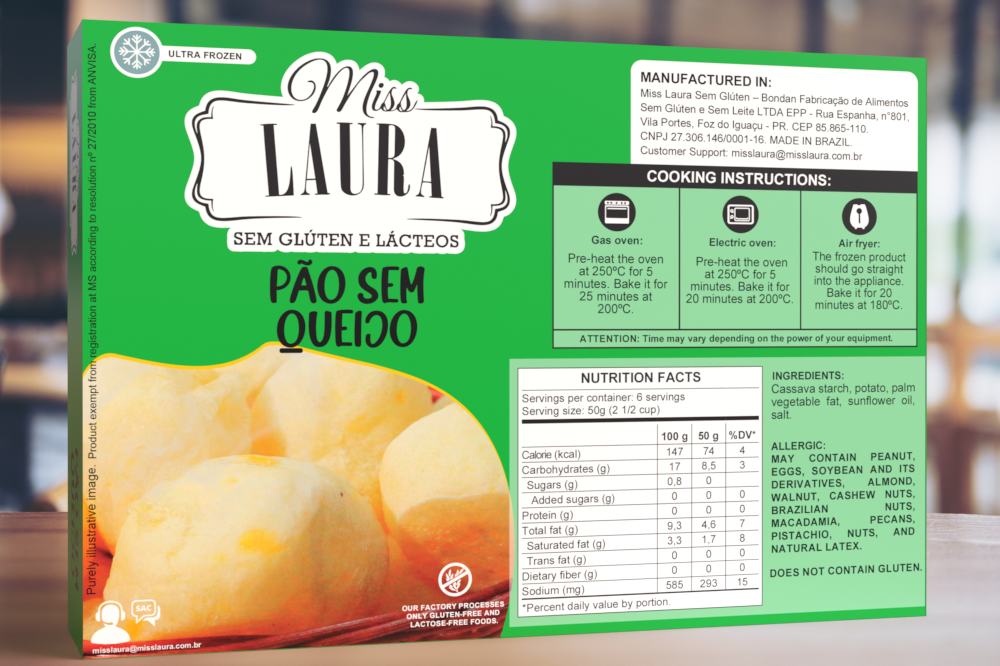 ULTRA FROZEN
Miss
LAURA
SEM GLÚTEN E LÁCTEOS
PÃO SEM
QUEIJO
Purely illustrative image. Product exempt from registration at MS according to resolution nº 27/2010 from ANVISA.
MANUFACTURED IN:
Miss Laura Sem Glúten – Bondan Fabricação de Alimentos
Sem Glúten e Sem Leite LTDA EPP - Rua Espanha, n°801,
Vila Portes, Foz do Iguaçu - PR, CEP 85.865-110.
CNPJ 27.306.146/0001-16. MADE IN BRAZIL.
Customer Support: misslaura@misslaura.com.br
COOKING INSTRUCTIONS:
Gas oven:
Pre-heat the oven
at 250ºC for 5
minutes. Bake it for
25 minutes at
200ºC.
Electric oven:
Pre-heat the oven
at 250ºC for 5
minutes. Bake it for
20 minutes at 200ºC.
Air fryer:
The frozen product
should go straight
into the appliance.
Bake it for 20
minutes at 180ºC.
ATTENTION: Time may vary depending on the power of your equipment.
NUTRITION FACTS
Servings per container: 6 servings
Serving size: 50g (2 1/2 cup)
100 g 50 g %DV*
Calorie (kcal) 147 74 4
Carbohydrates (g) 17 8,5 3
Sugars (g) 0,8 0
Added sugars (g) 0 0 0
Protein (g) 0 0 0
Total fat (g) 9,3 4,6 7
Saturated fat (g) 3,3 1,7 8
Trans fat (g) 0 0 0
Dietary fiber (g) 0 0 0
Sodium (mg) 585 293 15
*Percent daily value by portion.
INGREDIENTS:
Cassava starch, potato, palm
vegetable fat, sunflower oil,
salt.
ALLERGIC:
MAY CONTAIN PEANUT,
EGGS, SOYBEAN AND ITS
DERIVATIVES, ALMOND,
WALNUT, CASHEW NUTS,
BRAZILIAN NUTS,
MACADAMIA, PECANS,
PISTACHIO, NUTS, AND
NATURAL LATEX.
DOES NOT CONTAIN GLUTEN.
OUR FACTORY PROCESSES
ONLY GLUTEN-FREE AND
LACTOSE-FREE FOODS.
SAC
misslaura@misslaura.com.br